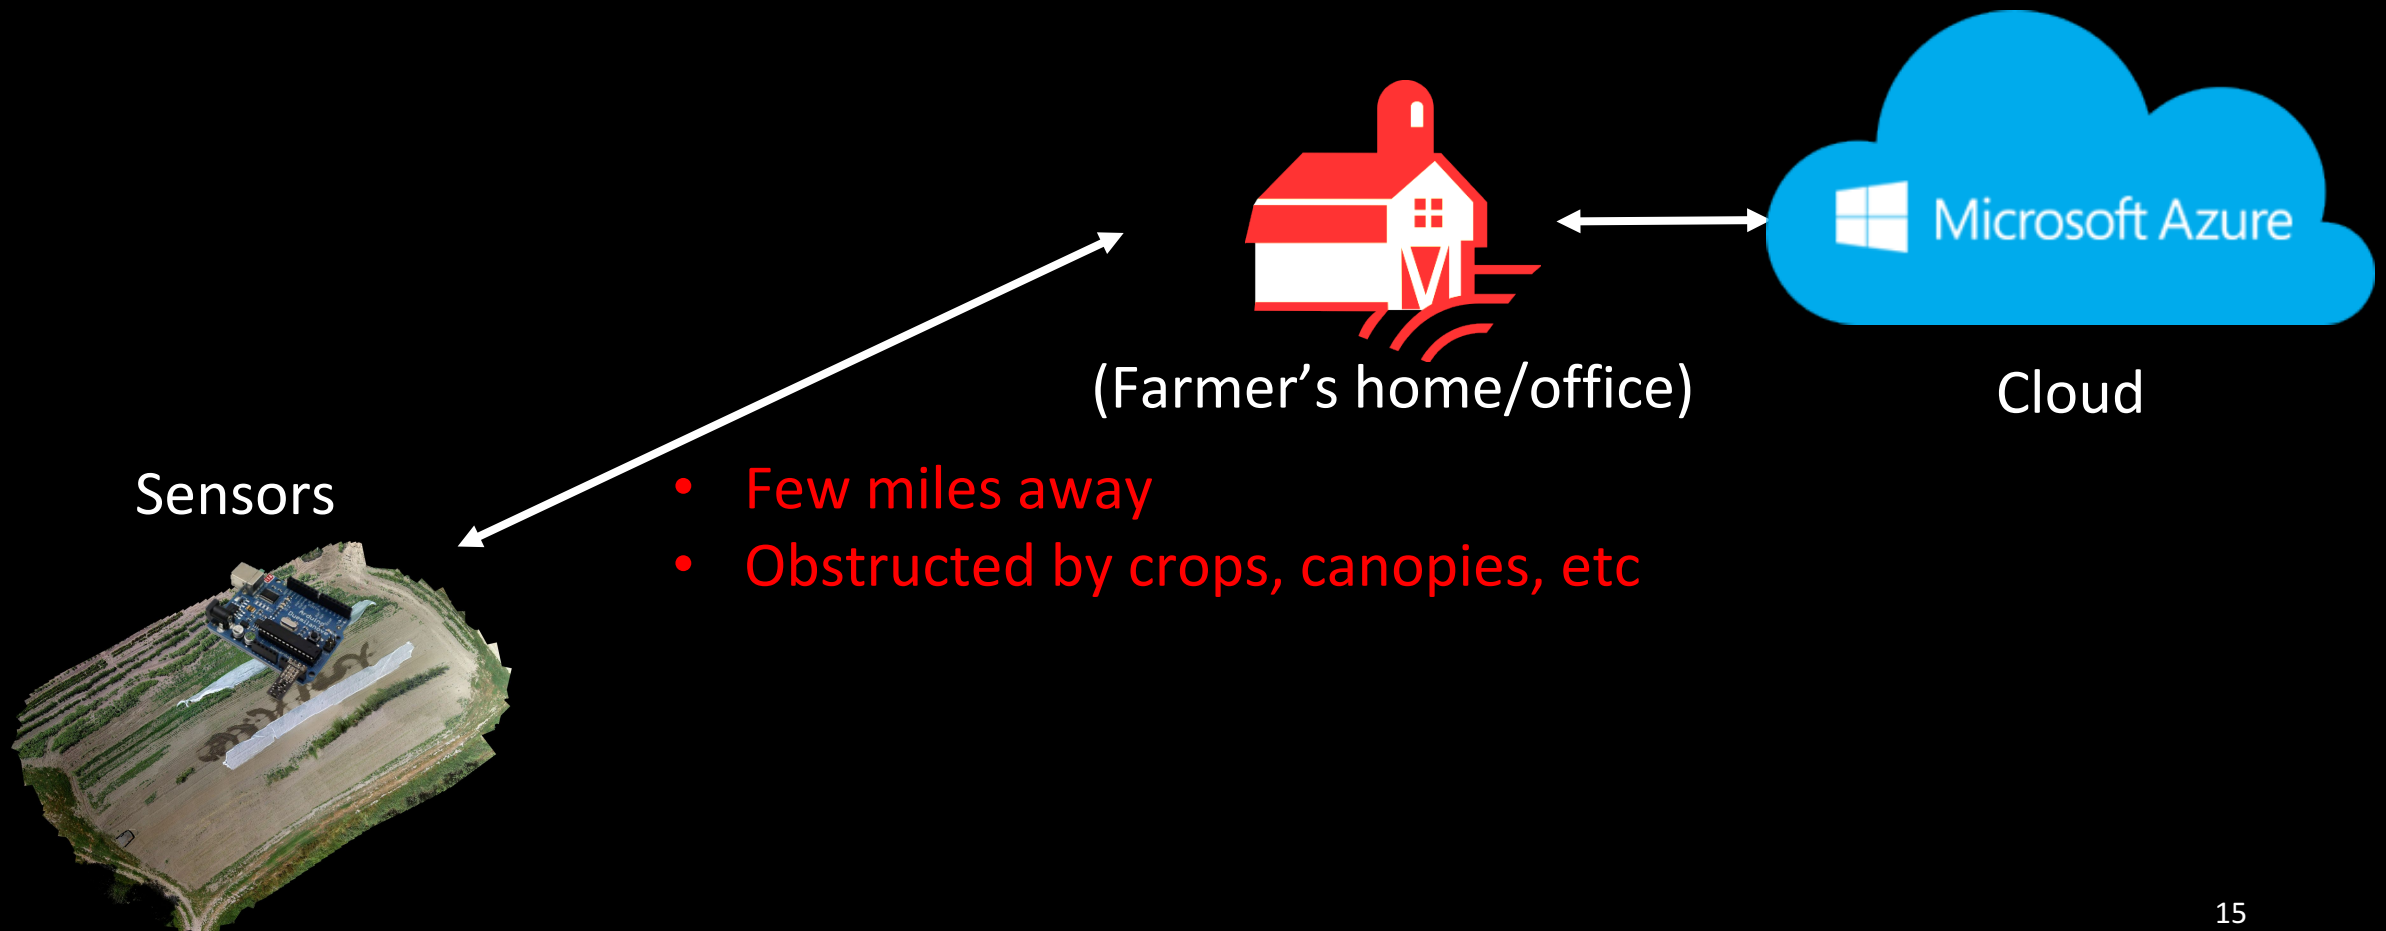 Microsoft Azure
(Farmer’s home/office)
Cloud
Sensors
• Few miles away
• Obstructed by crops, canopies, etc
15